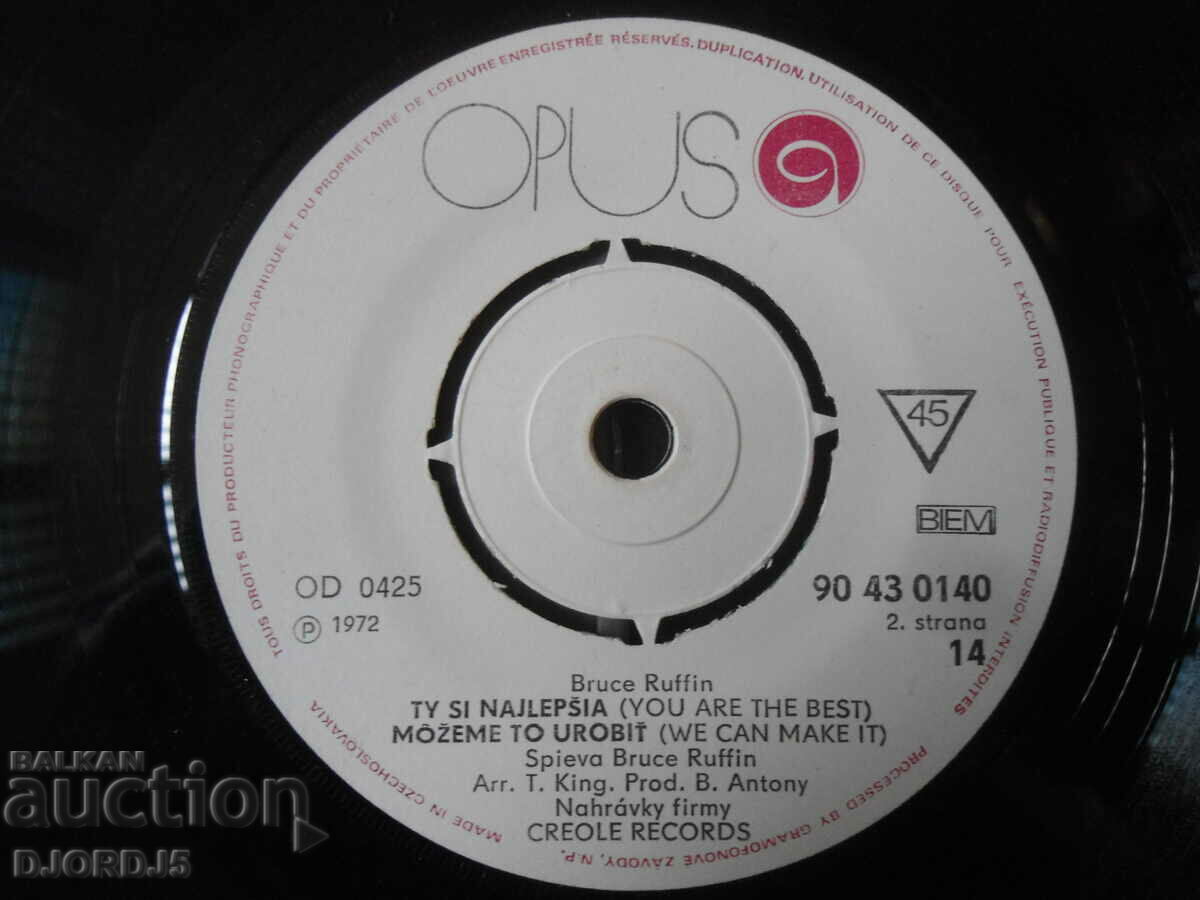 TOUS DROITS DU PRODUCTEUR PHONOGRAPHIQUE ET DU PROPRIÉTAIRE DE L'OEUVRE ENREGISTRÉE RÉSERVÉS. DUPLICATION, UTILISATION DE CE DISQUE POUR EXÉCUTION PUBLIQUE ET RADIODIFFUSION INTERDITES
OPUS
45
BIEM
OD 0425
Ⓟ 1972
90 43 0140
2. strana
14
Bruce Ruffin
TY SI NAJLEPŠIA (YOU ARE THE BEST)
MÔŽEME TO UROBIŤ (WE CAN MAKE IT)
Spieva Bruce Ruffin
Arr. T. King. Prod. B. Antony
Nahrávky firmy
CREOLE RECORDS
MADE IN CZECHOSLOVAKIA
PROCESSED BY GRAMOFONOVÉ ZÁVODY, N.P.
BALKAN
auction
DJORDJ5